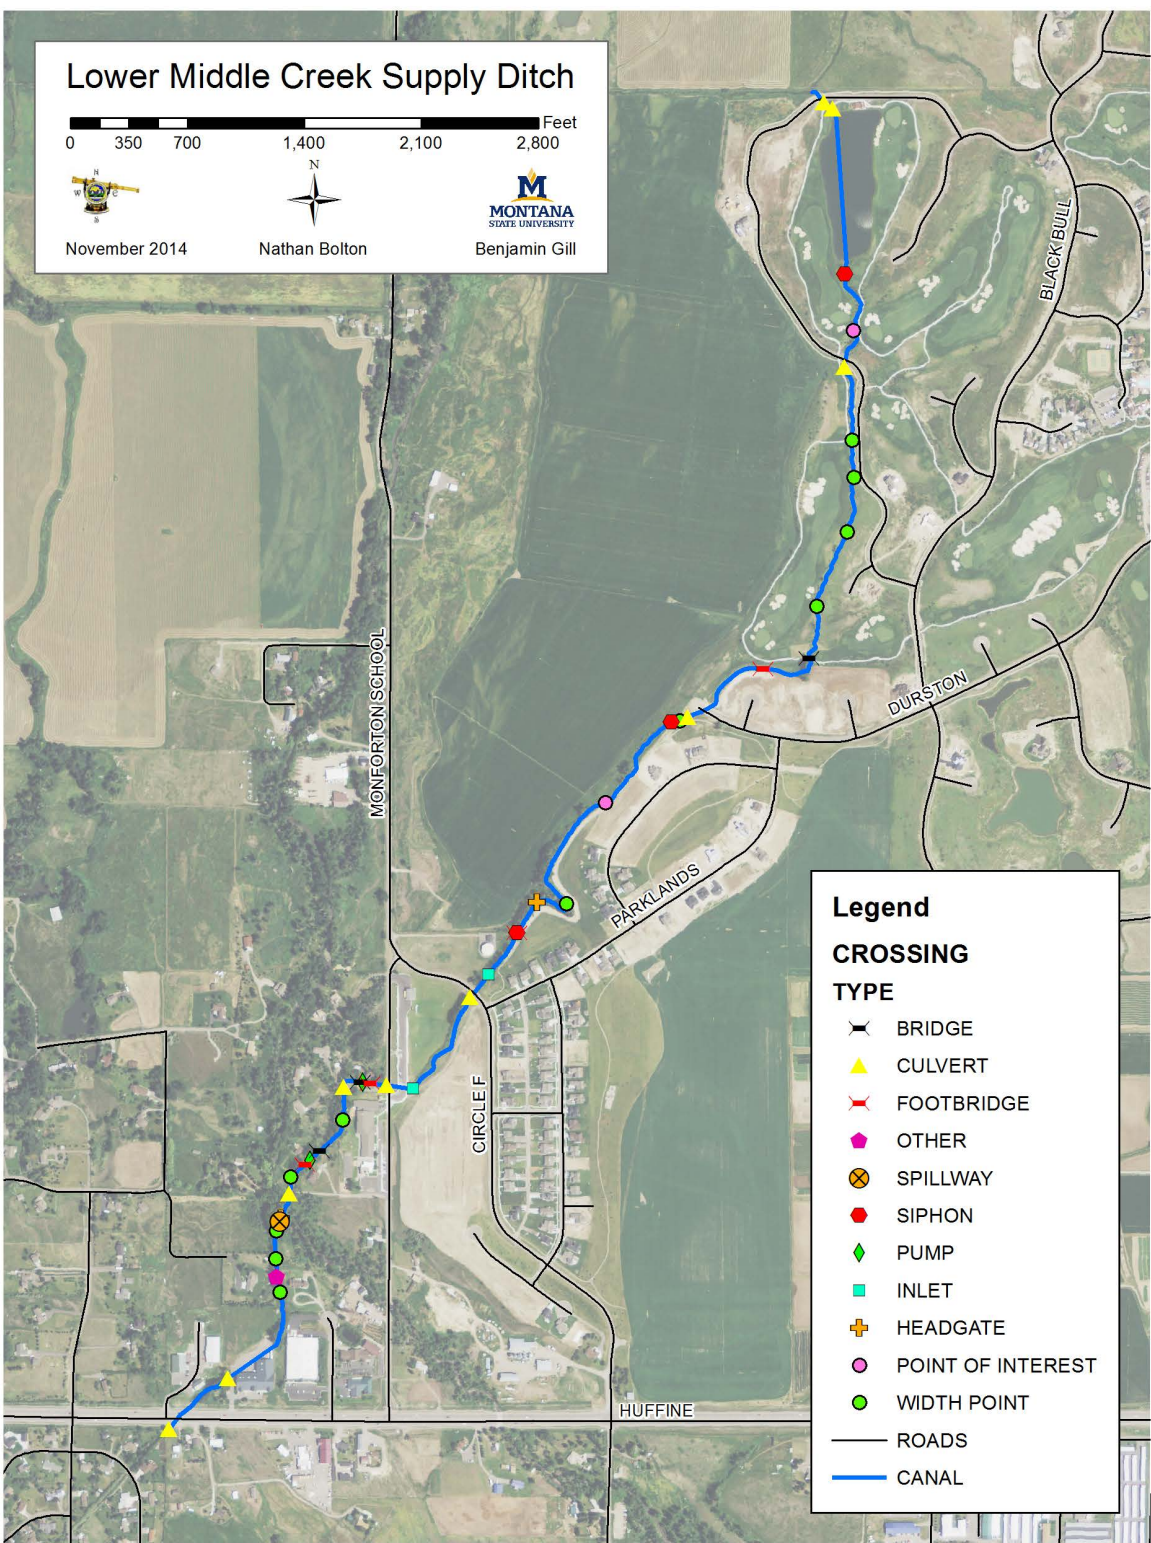 Lower Middle Creek Supply Ditch
Feet
0 350 700 1,400 2,100 2,800
N
W E
S
N
M
MONTANA
STATE UNIVERSITY
November 2014 Nathan Bolton Benjamin Gill
BLACK BULL
MONFORTON SCHOOL
DURSTON
PARKLANDS
CIRCLE F
HUFFINE
Legend
CROSSING
TYPE
BRIDGE
CULVERT
FOOTBRIDGE
OTHER
SPILLWAY
SIPHON
PUMP
INLET
HEADGATE
POINT OF INTEREST
WIDTH POINT
ROADS
CANAL